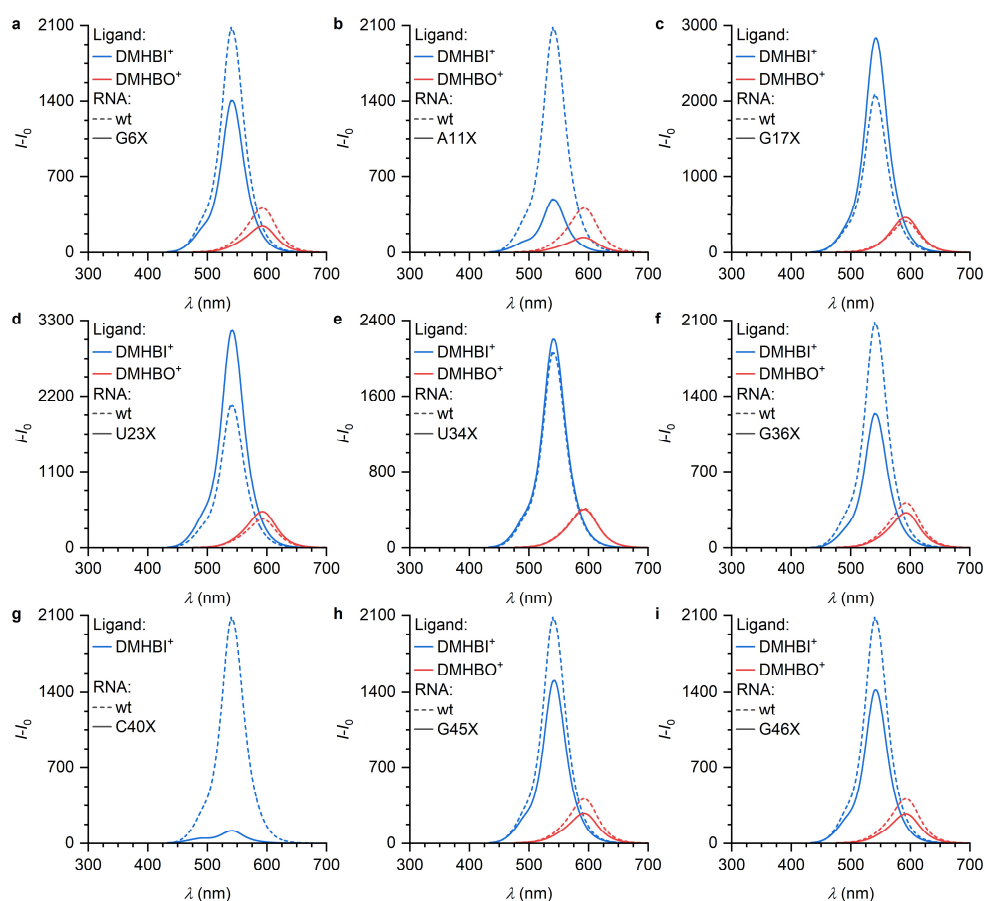 a
Ligand:
DMHBI⁺
DMHBO⁺
RNA:
wt
G6X
2100
1400
700
0
I-I₀
300 400 500 600 700
λ (nm)
b
Ligand:
DMHBI⁺
DMHBO⁺
RNA:
wt
A11X
2100
1400
700
0
I-I₀
300 400 500 600 700
λ (nm)
c
Ligand:
DMHBI⁺
DMHBO⁺
RNA:
wt
G17X
3000
2000
1000
0
I-I₀
300 400 500 600 700
λ (nm)
d
Ligand:
DMHBI⁺
DMHBO⁺
RNA:
wt
U23X
3300
2200
1100
0
I-I₀
300 400 500 600 700
λ (nm)
e
Ligand:
DMHBI⁺
DMHBO⁺
RNA:
wt
U34X
2400
1600
800
0
I-I₀
300 400 500 600 700
λ (nm)
f
Ligand:
DMHBI⁺
DMHBO⁺
RNA:
wt
G36X
2100
1400
700
0
I-I₀
300 400 500 600 700
λ (nm)
g
Ligand:
DMHBI⁺
RNA:
wt
C40X
2100
1400
700
0
I-I₀
300 400 500 600 700
λ (nm)
h
Ligand:
DMHBI⁺
DMHBO⁺
RNA:
wt
G45X
2100
1400
700
0
I-I₀
300 400 500 600 700
λ (nm)
i
Ligand:
DMHBI⁺
DMHBO⁺
RNA:
wt
G46X
2100
1400
700
0
I-I₀
300 400 500 600 700
λ (nm)